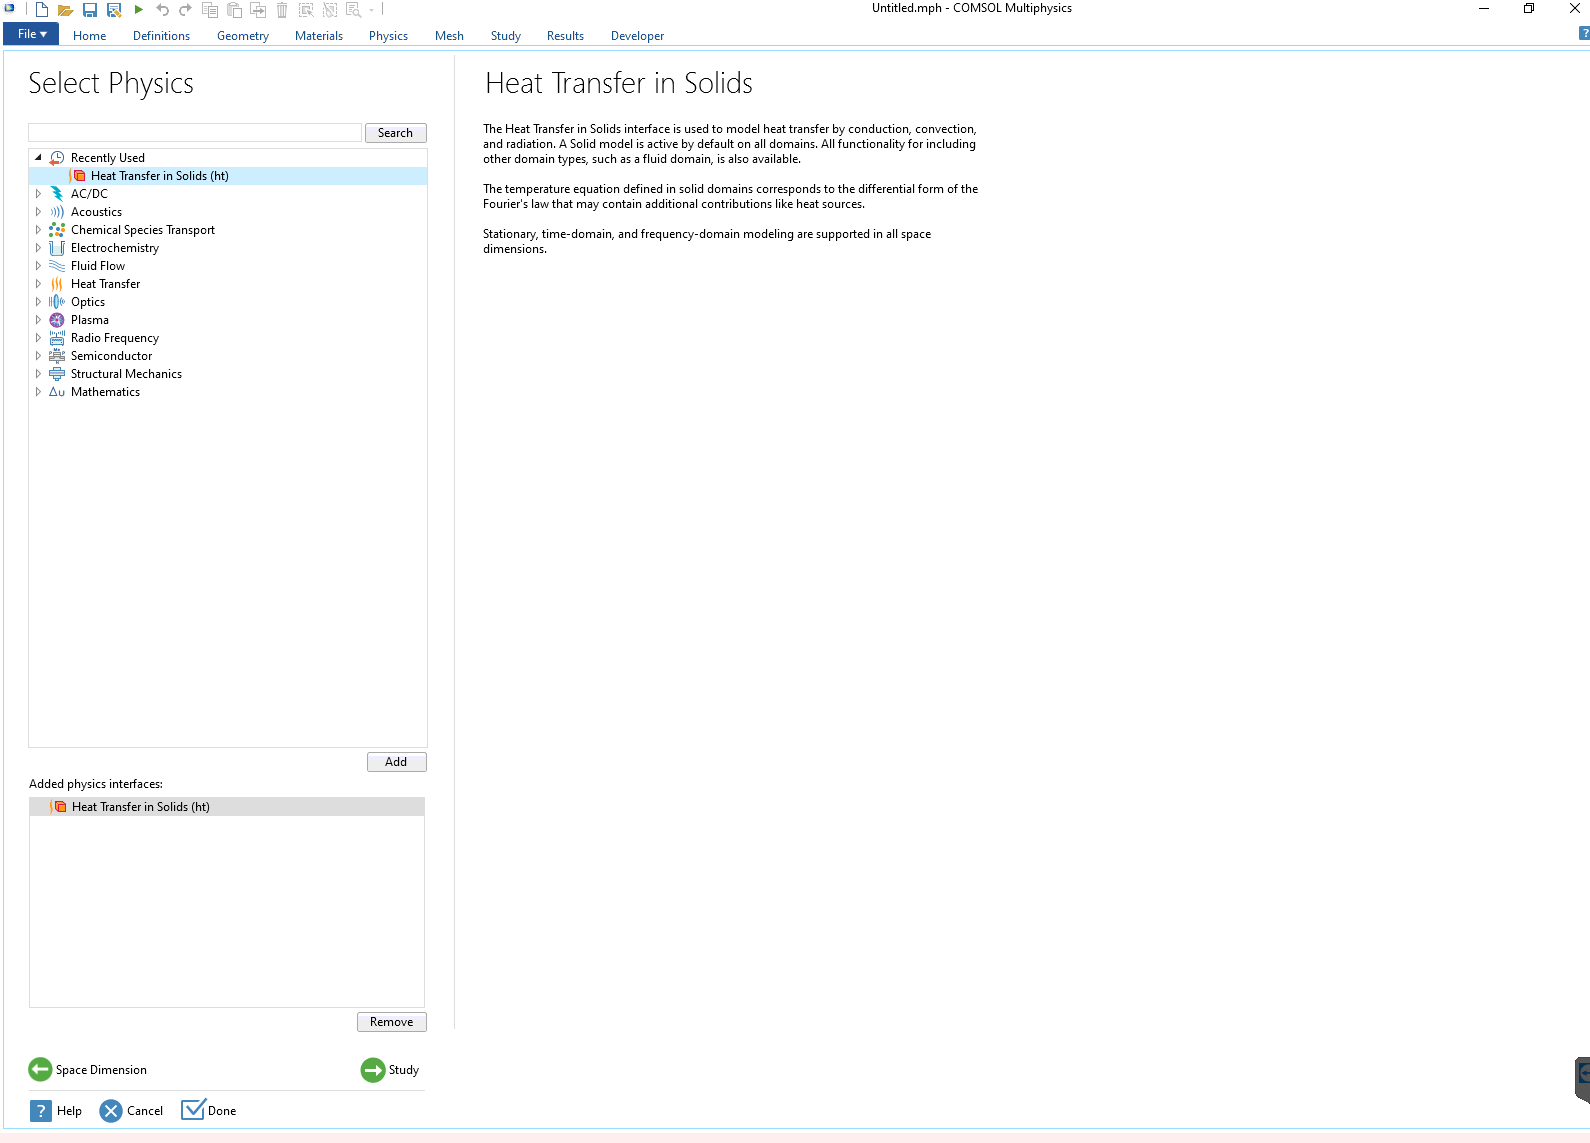 Untitled.mph - COMSOL Multiphysics
File
Home
Definitions
Geometry
Materials
Physics
Mesh
Study
Results
Developer
?
Select Physics
Search
Recently Used
Heat Transfer in Solids (ht)
AC/DC
Acoustics
Chemical Species Transport
Electrochemistry
Fluid Flow
Heat Transfer
Optics
Plasma
Radio Frequency
Semiconductor
Structural Mechanics
Δu Mathematics
Add
Added physics interfaces:
Heat Transfer in Solids (ht)
Remove
Space Dimension
Study
? Help
Cancel
Done
Heat Transfer in Solids
The Heat Transfer in Solids interface is used to model heat transfer by conduction, convection,
and radiation. A Solid model is active by default on all domains. All functionality for including
other domain types, such as a fluid domain, is also available.
The temperature equation defined in solid domains corresponds to the differential form of the
Fourier's law that may contain additional contributions like heat sources.
Stationary, time-domain, and frequency-domain modeling are supported in all space
dimensions.